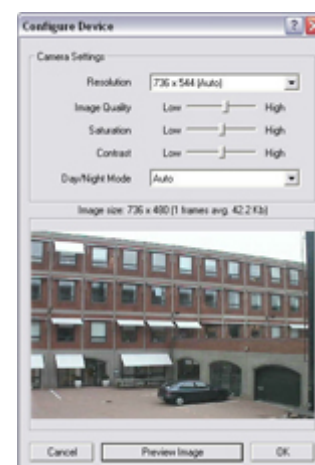 Configure Device
Camera Settings
Resolution 736 x 544 (Auto)
Image Quality Low High
Saturation Low High
Contrast Low High
Day/Night Mode Auto
Image size: 736 x 480 (1 frames avg. 42.2 Kb)
Cancel Preview Image OK